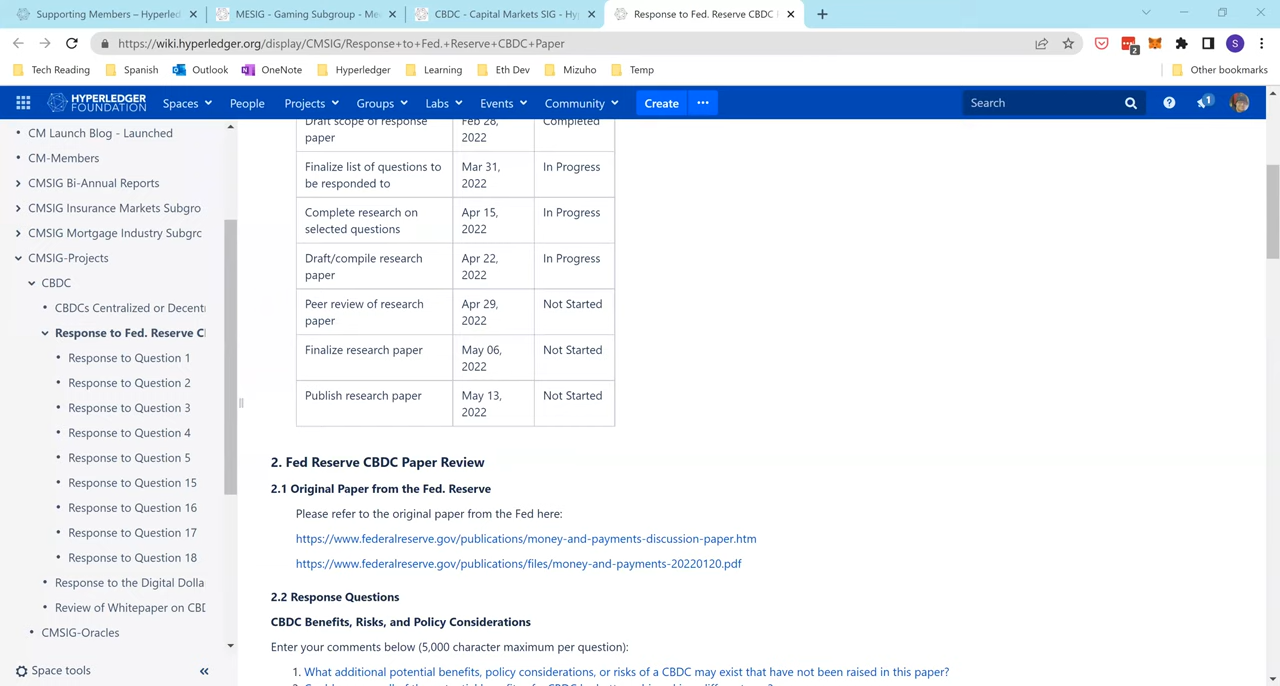 Supporting Members – Hyperled
MESIG - Gaming Subgroup - Me
CBDC - Capital Markets SIG - Hy
Response to Fed. Reserve CBDC
https://wiki.hyperledger.org/display/CMSIG/Response+to+Fed.+Reserve+CBDC+Paper
2
S
Tech Reading
Spanish
Outlook
OneNote
Hyperledger
Learning
Eth Dev
Mizuho
Temp
Other bookmarks
HYPERLEDGER
FOUNDATION
Spaces
People
Projects
Groups
Labs
Events
Community
Create
Search
1
CM Launch Blog - Launched
CM-Members
CMSIG Bi-Annual Reports
CMSIG Insurance Markets Subgro
CMSIG Mortgage Industry Subgrc
CMSIG-Projects
CBDC
CBDCs Centralized or Decentr
Response to Fed. Reserve C
Response to Question 1
Response to Question 2
Response to Question 3
Response to Question 4
Response to Question 5
Response to Question 15
Response to Question 16
Response to Question 17
Response to Question 18
Response to the Digital Dolla
Review of Whitepaper on CBD
CMSIG-Oracles
Space tools
Draft scope of response Feb 28, Completed
paper 2022
Finalize list of questions to Mar 31, In Progress
be responded to 2022
Complete research on Apr 15, In Progress
selected questions 2022
Draft/compile research Apr 22, In Progress
paper 2022
Peer review of research Apr 29, Not Started
paper 2022
Finalize research paper May 06, Not Started
2022
Publish research paper May 13, Not Started
2022
2. Fed Reserve CBDC Paper Review
2.1 Original Paper from the Fed. Reserve
Please refer to the original paper from the Fed here:
https://www.federalreserve.gov/publications/money-and-payments-discussion-paper.htm
https://www.federalreserve.gov/publications/files/money-and-payments-20220120.pdf
2.2 Response Questions
CBDC Benefits, Risks, and Policy Considerations
Enter your comments below (5,000 character maximum per question):
1. What additional potential benefits, policy considerations, or risks of a CBDC may exist that have not been raised in this paper?